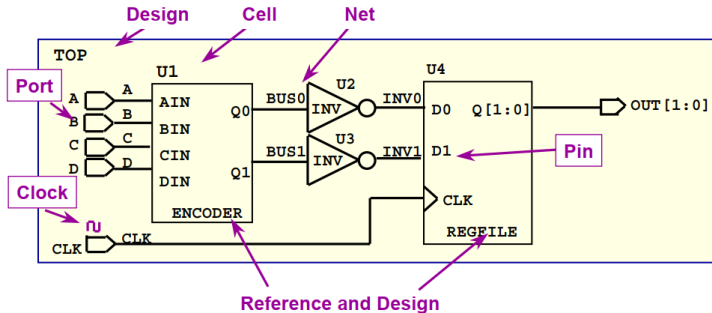 Design
Cell
Net
TOP
U1
U2
U4
Port
A
A
AIN
Q0
BUS0
INV
INV0
D0
Q[1:0]
OUT[1:0]
B
B
BIN
U3
C
C
CIN
Q1
BUS1
INV
INV1
D1
Pin
D
D
DIN
Clock
ENCODER
CLK
CLK
CLK
REGFILE
Reference and Design